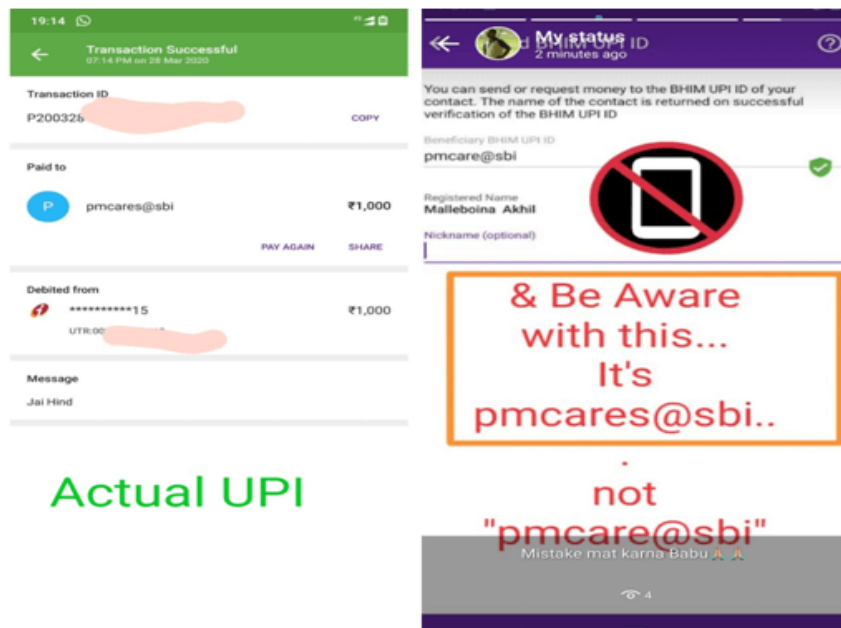 19:14
Transaction Successful
07:14 PM on 28 Mar 2020
Transaction ID
P200328
COPY
Paid to
P
pmcares@sbi
₹1,000
PAY AGAIN
SHARE
Debited from
**********15
₹1,000
UTR:00
Message
Jai Hind
Actual UPI
My status
BHIM UPI ID
2 minutes ago
You can send or request money to the BHIM UPI ID of your
contact. The name of the contact is returned on successful
verification of the BHIM UPI ID
Beneficiary BHIM UPI ID
pmcare@sbi
Registered Name
Malleboina Akhil
Nickname (optional)
& Be Aware
with this...
It's
pmcares@sbi..
.
not
"pmcare@sbi"
Mistake mat karna Babu🙏🙏
4